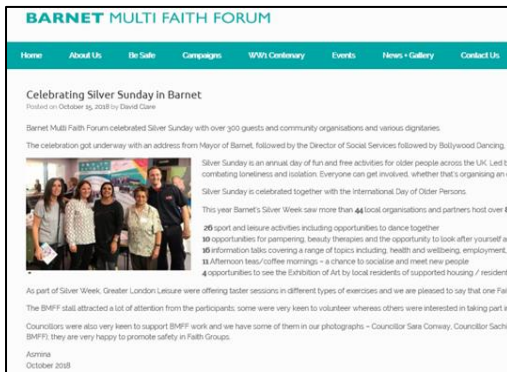 BARNET MULTI FAITH FORUM
Home About Us Be Safe Campaigns WW1 Centenary Events News + Gallery Contact Us
Celebrating Silver Sunday in Barnet
Posted on October 15, 2018 by David Clare
Barnet Multi Faith Forum celebrated Silver Sunday with over 300 guests and community organisations and various dignitaries.
The celebration got underway with an address from Mayor of Barnet, followed by the Director of Social Services followed by Bollywood Dancing,
Silver Sunday is an annual day of fun and free activities for older people across the UK. Led b
combating loneliness and isolation. Everyone can get involved, whether that's organising an
Silver Sunday is celebrated together with the International Day of Older Persons.
This year Barnet's Silver Week saw more than 44 local organisations and partners host over
26 sport and leisure activities including opportunities to dance together
10 opportunities for pampering, beauty therapies and the opportunity to look after yourself a
16 information talks covering a range of topics including, health and wellbeing, employment,
11 Afternoon teas/coffee mornings – a chance to socialise and meet new people
4 opportunities to see the Exhibition of Art by local residents of supported housing / resident
As part of Silver Week, Greater London Leisure were offering taster sessions in different types of exercises and we are pleased to say that one Fai
The BMFF stall attracted a lot of attention from the participants, some were very keen to volunteer whereas others were interested in taking part i
Councillors were also very keen to support BMFF work and we have some of them in our photographs – Councillor Sara Conway, Councillor Sachi
BMFF), they are very happy to promote safety in Faith Groups.
Asmina
October 2018